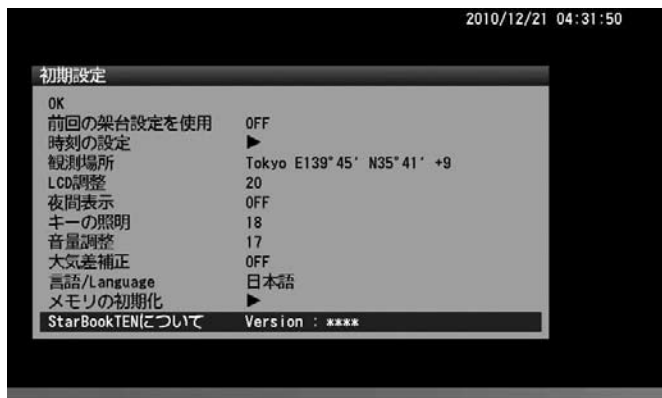 2010/12/21 04:31:50
初期設定
OK
前回の架台設定を使用 OFF
時刻の設定 ▶
観測場所 Tokyo E139°45′ N35°41′ +9
LCD調整 20
夜間表示 OFF
キーの照明 18
音量調整 17
大気差補正 OFF
言語/Language 日本語
メモリの初期化 ▶
StarBookTENについて Version : ****